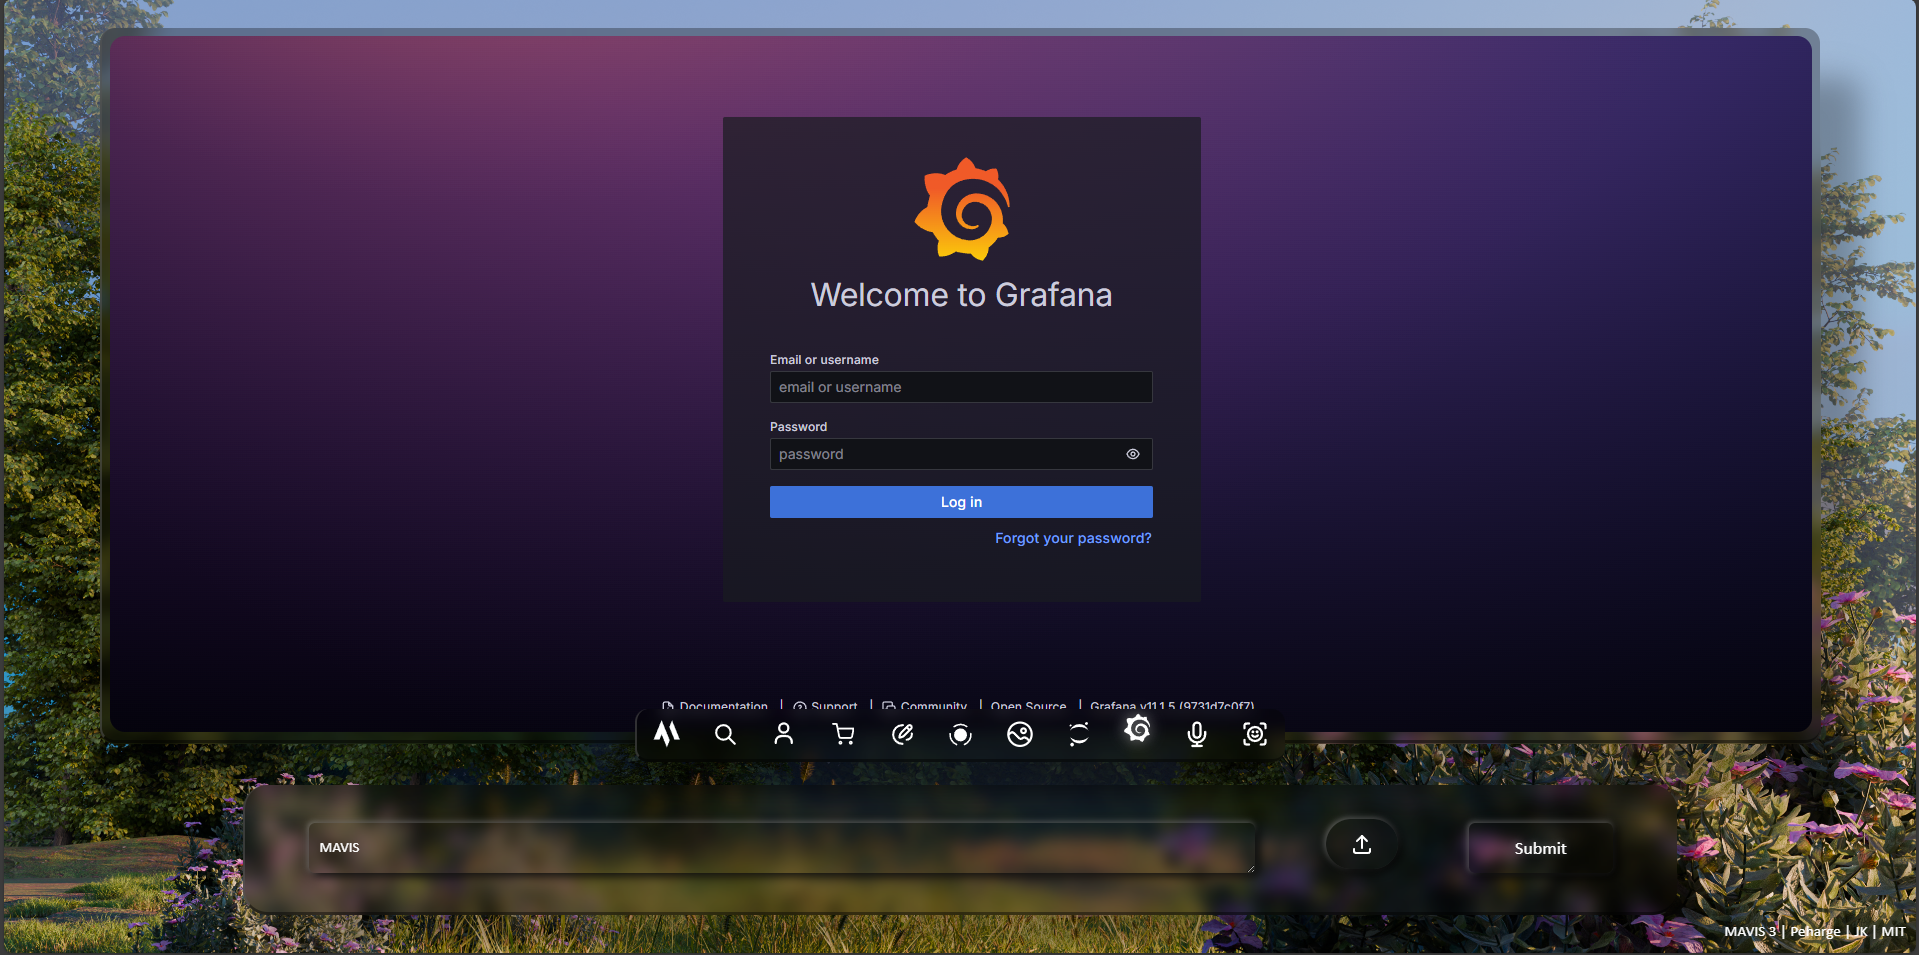 Welcome to Grafana
Email or username
email or username
Password
password
Log in
Forgot your password?
Documentation | Support | Community | Open Source | Grafana v11.1.5 (9731d7c0f7)
MAVIS
Submit
MAVIS 3 | Peharge | JK | MIT